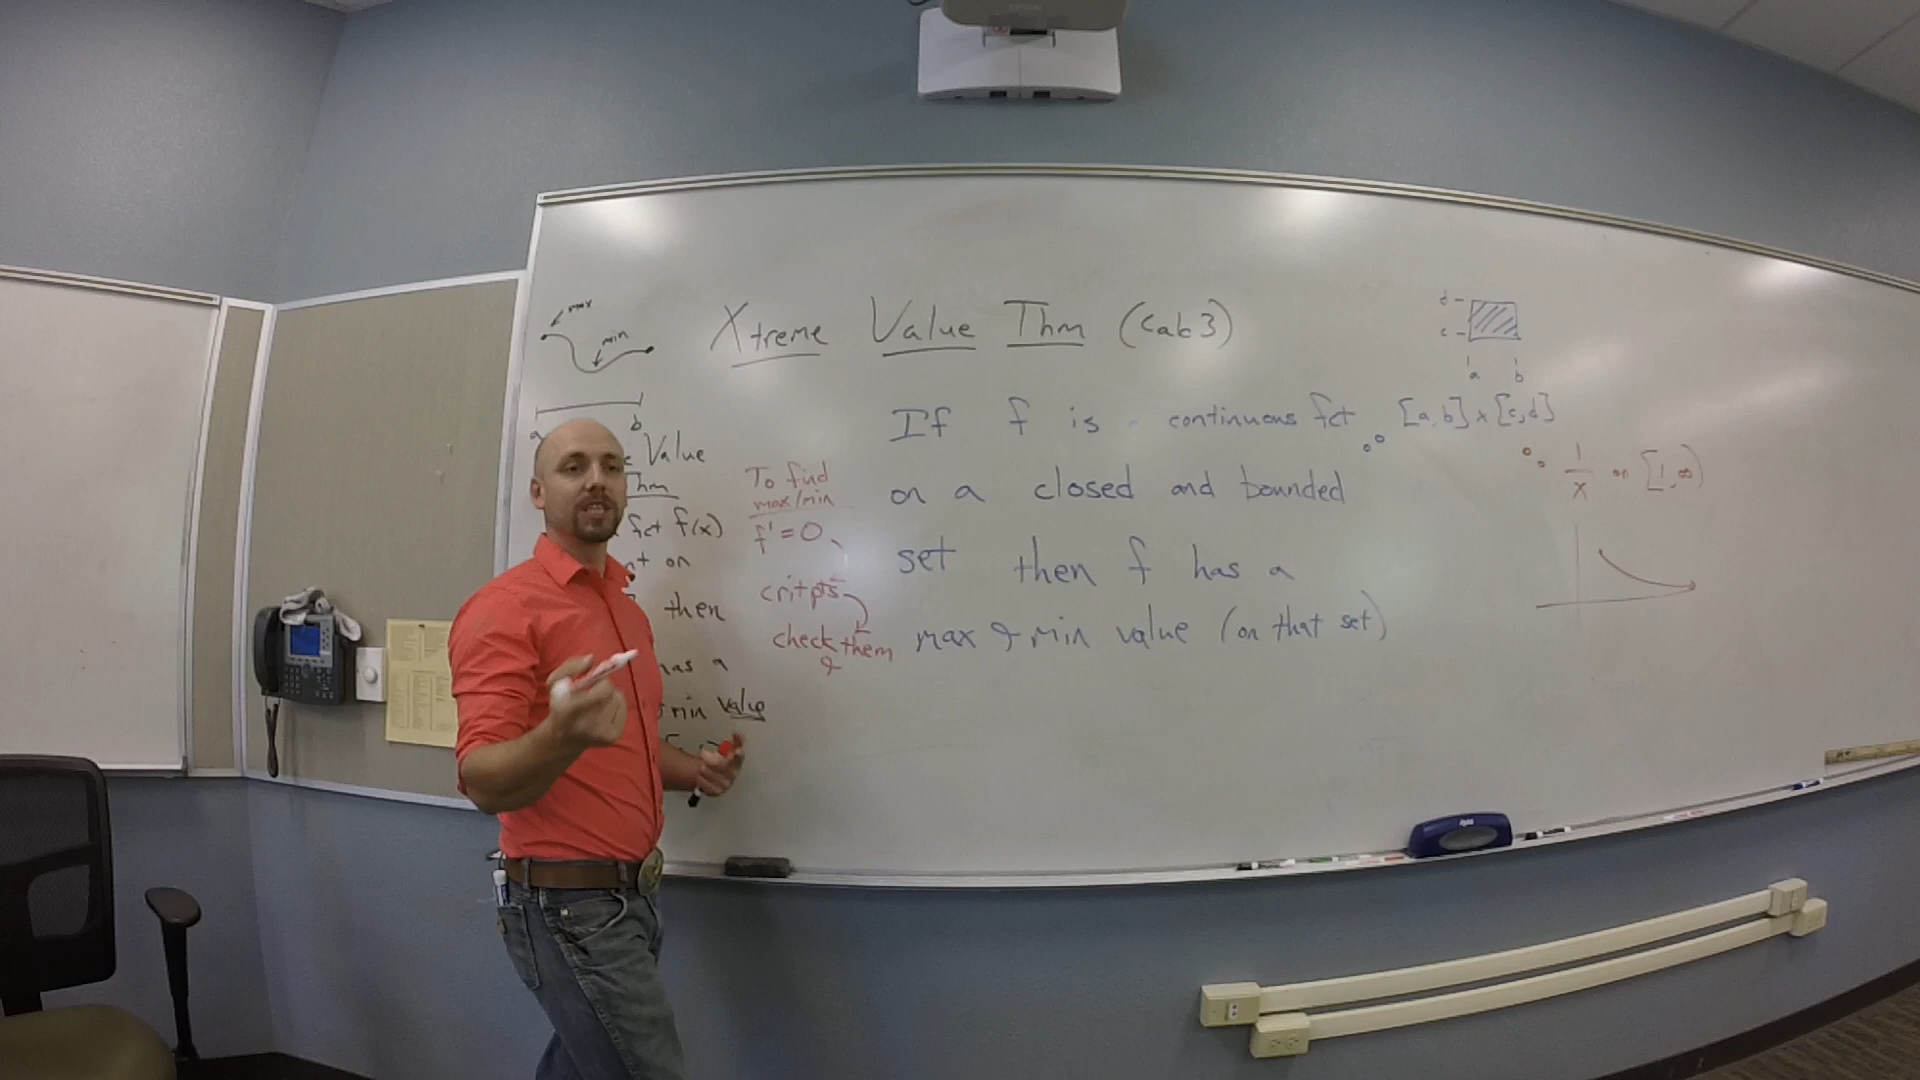 max
min
a b
Value
Thm
fct f(x)
on
then
has a
min value
To find
max/min
f' = 0
crit pts
check them
&
Xtreme Value Thm (calc 3)
If f is continuous fct
on a closed and bounded
set then f has a
max & min value (on that set)
d
c
a b
[a,b] x [c,d]
1/x on [1,∞)